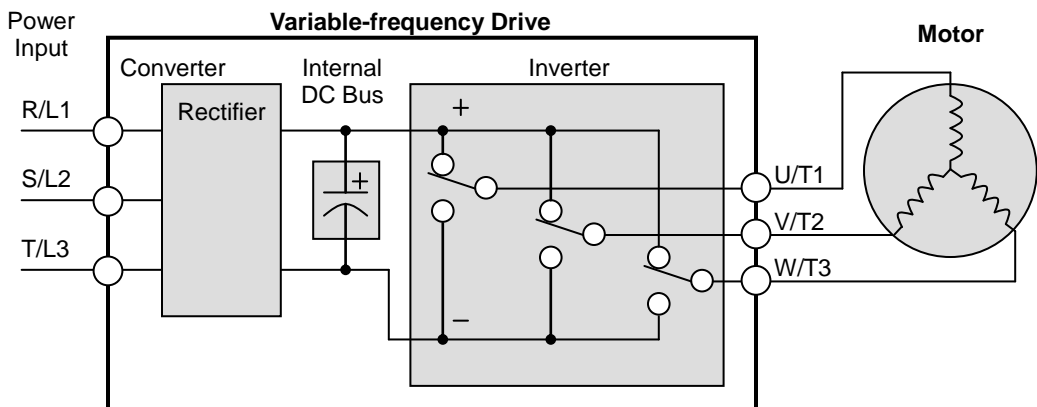 Power
Input
Variable-frequency Drive
Motor
Converter
Internal
DC Bus
Inverter
R/L1
Rectifier
+
+
S/L2
U/T1
V/T2
T/L3
W/T3
−